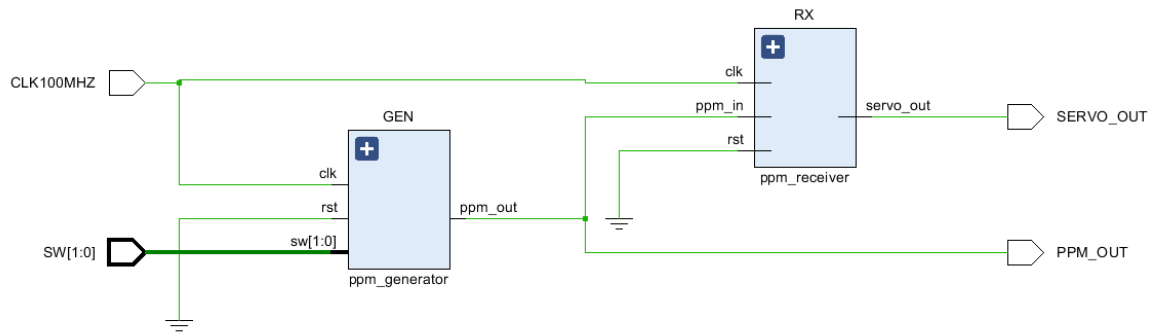 RX
CLK100MHZ
clk
ppm_in
servo_out
SERVO_OUT
rst
ppm_receiver
GEN
clk
rst
ppm_out
sw[1:0]
SW[1:0]
ppm_generator
PPM_OUT